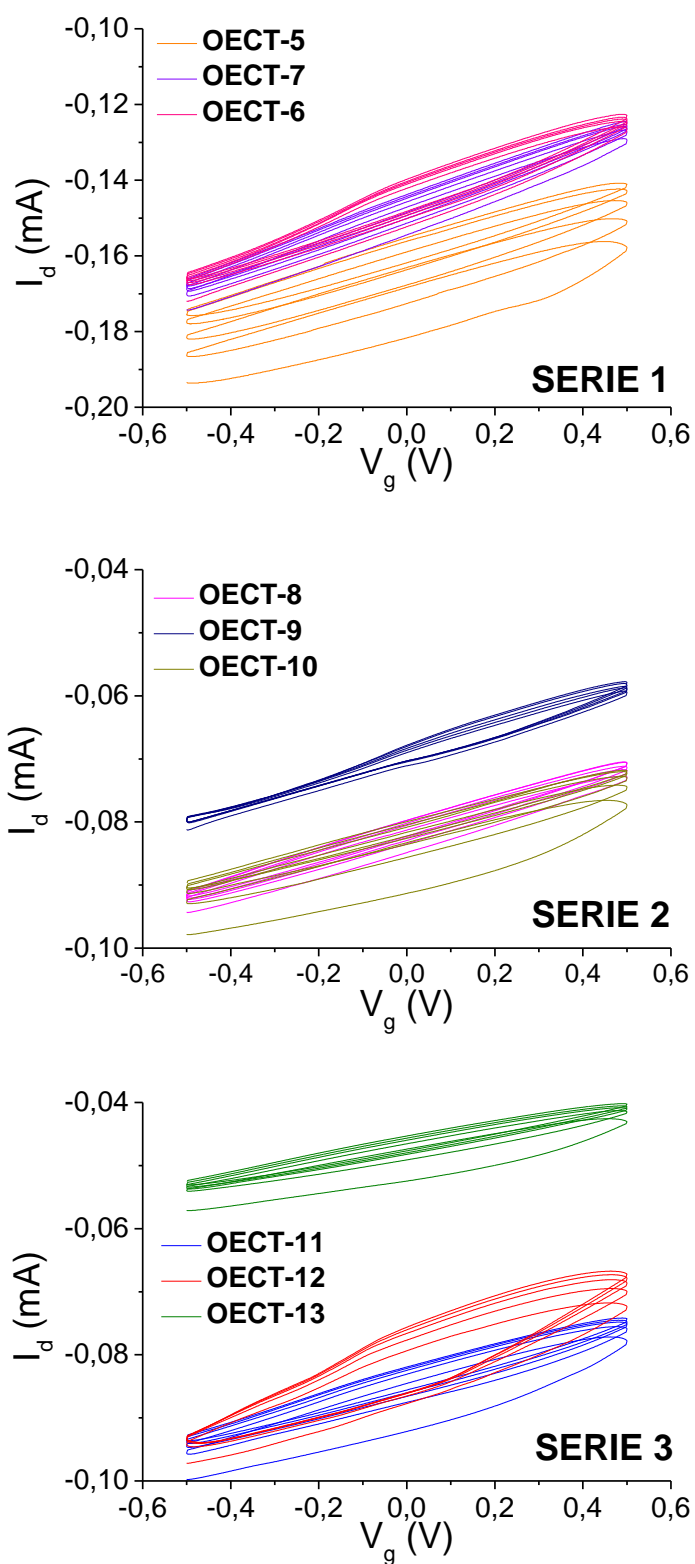 -0,10
OECT-5
OECT-7
OECT-6
-0,12
-0,14
-0,16
-0,18
-0,20
I_d (mA)
SERIE 1
-0,6 -0,4 -0,2 0,0 0,2 0,4 0,6
V_g (V)
-0,04
OECT-8
OECT-9
OECT-10
-0,06
-0,08
-0,10
I_d (mA)
SERIE 2
-0,6 -0,4 -0,2 0,0 0,2 0,4 0,6
V_g (V)
-0,04
-0,06
OECT-11
OECT-12
OECT-13
-0,08
-0,10
I_d (mA)
SERIE 3
-0,6 -0,4 -0,2 0,0 0,2 0,4 0,6
V_g (V)